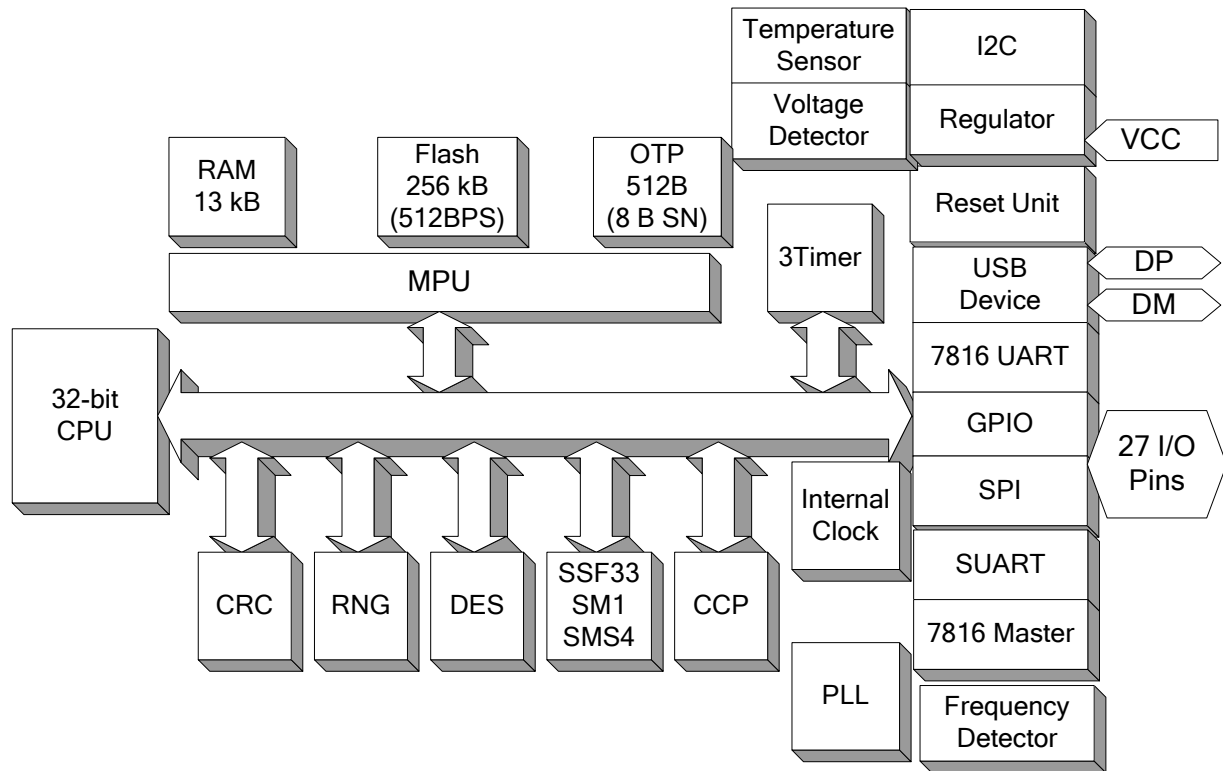 Temperature
Sensor
I2C
Voltage
Detector
Regulator
VCC
RAM
13 kB
Flash
256 kB
(512BPS)
OTP
512B
(8 B SN)
Reset Unit
3Timer
MPU
USB
Device
DP
DM
7816 UART
32-bit
CPU
GPIO
27 I/O
Pins
SPI
Internal
Clock
CRC
RNG
DES
SSF33
SM1
SMS4
CCP
SUART
7816 Master
PLL
Frequency
Detector